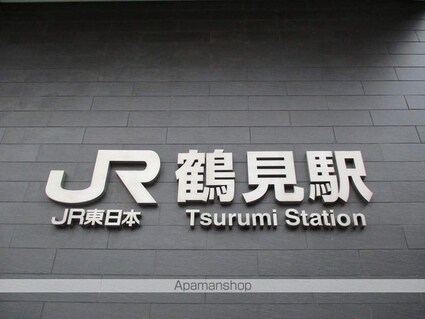 JR 鶴見駅
JR東日本 Tsurumi Station
Apamanshop